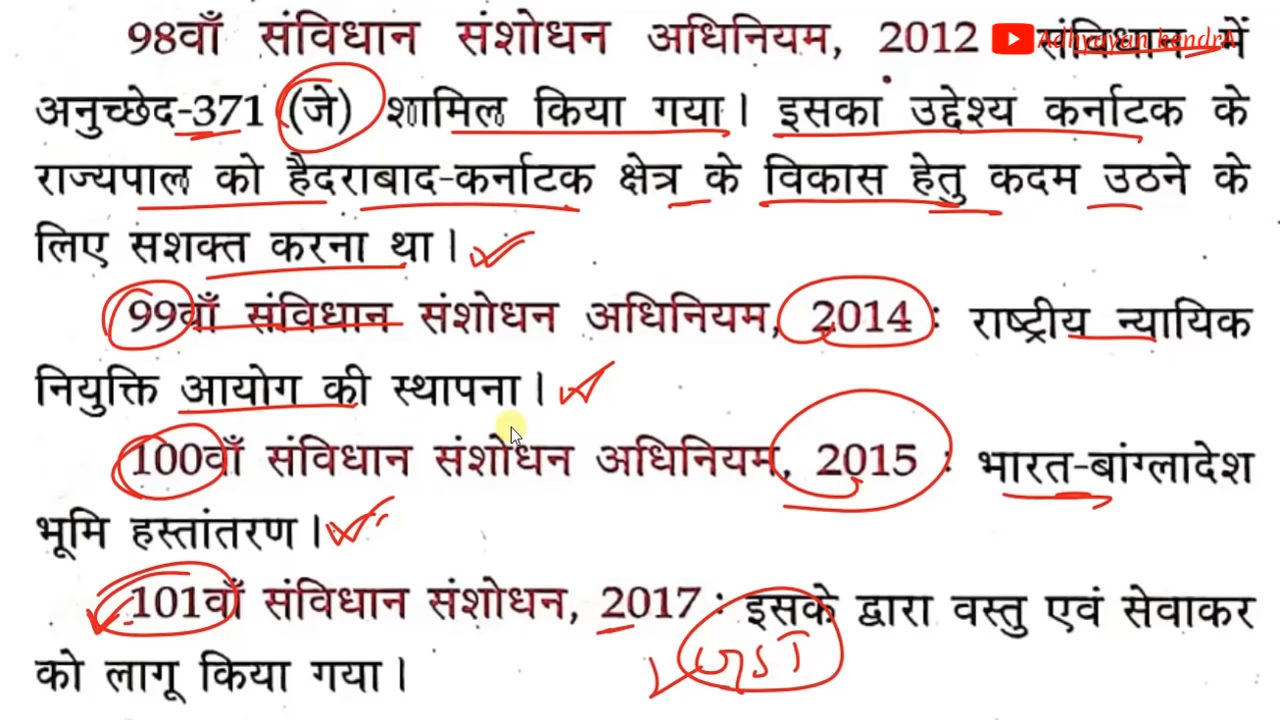 98वाँ संविधान संशोधन अधिनियम, 2012 संविधान में
Adhyayan kendrA
अनुच्छेद-371 (जे) शामिल किया गया। इसका उद्देश्य कर्नाटक के
राज्यपाल को हैदराबाद-कर्नाटक क्षेत्र के विकास हेतु कदम उठने के
लिए सशक्त करना था।
99वाँ संविधान संशोधन अधिनियम, 2014 : राष्ट्रीय न्यायिक
नियुक्ति आयोग की स्थापना।
100वाँ संविधान संशोधन अधिनियम, 2015 : भारत-बांग्लादेश
भूमि हस्तांतरण।
101वाँ संविधान संशोधन, 2017 : इसके द्वारा वस्तु एवं सेवाकर
को लागू किया गया।
GST